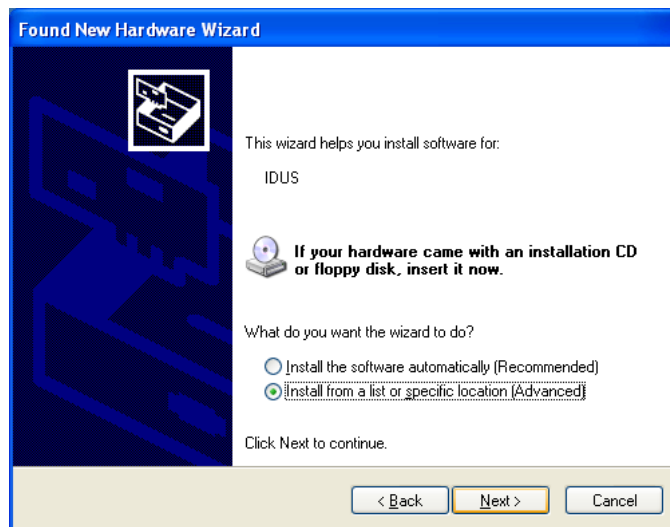 Found New Hardware Wizard
This wizard helps you install software for:
IDUS
If your hardware came with an installation CD
or floppy disk, insert it now.
What do you want the wizard to do?
Install the software automatically (Recommended)
Install from a list or specific location (Advanced)
Click Next to continue.
< Back Next > Cancel